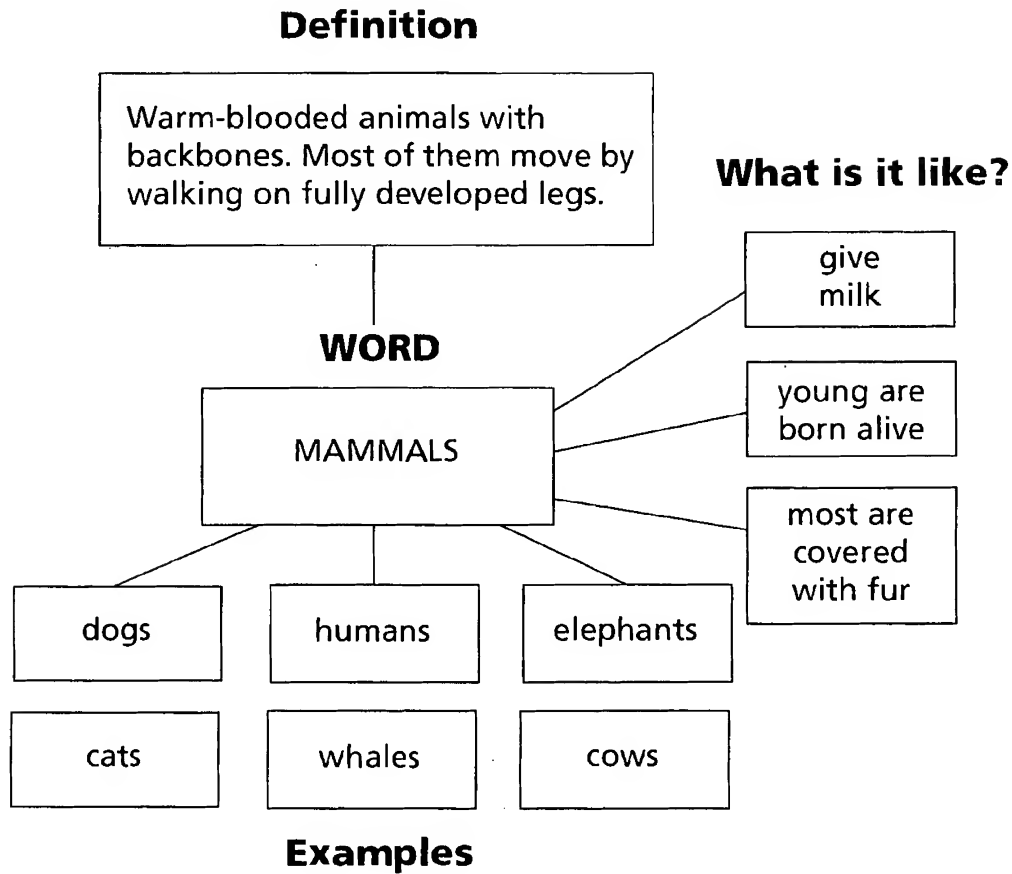 Definition
Warm-blooded animals with
backbones. Most of them move by
walking on fully developed legs.
What is it like?
give
milk
WORD
young are
born alive
MAMMALS
most are
covered
with fur
dogs
humans
elephants
cats
whales
cows
Examples